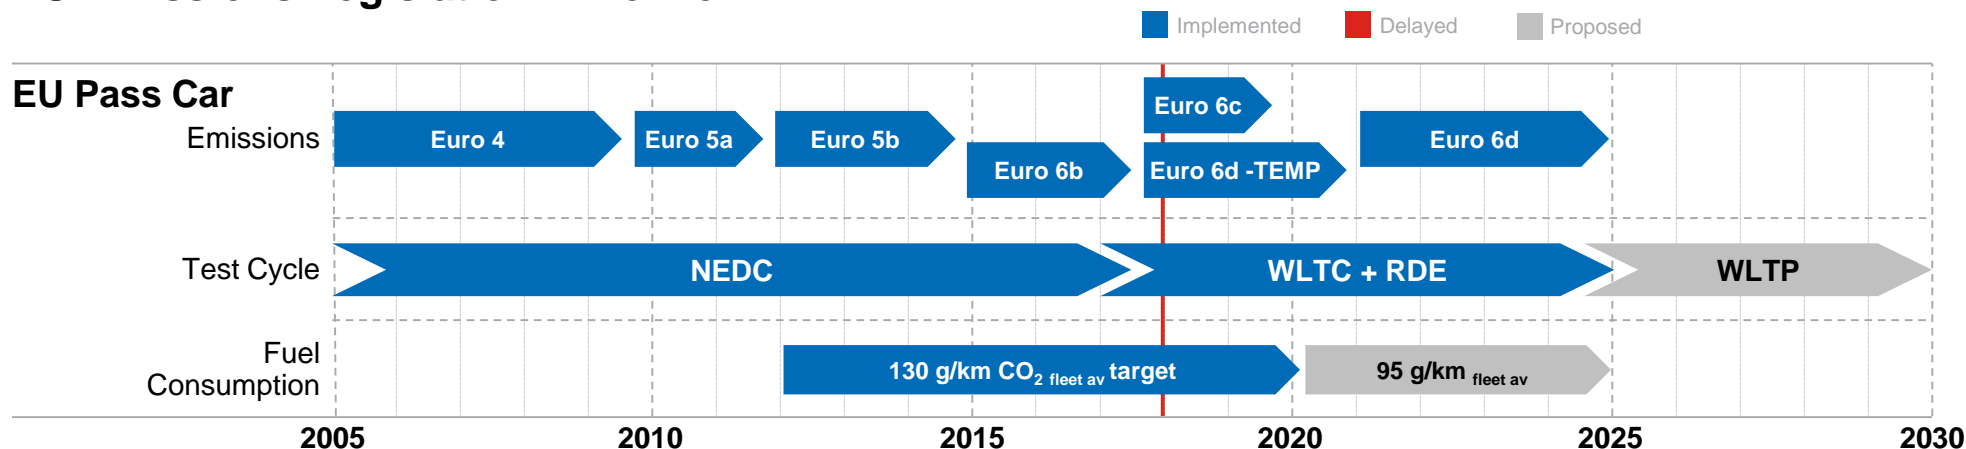 Implemented
Delayed
Proposed
EU Pass Car
Emissions
Euro 4
Euro 5a
Euro 5b
Euro 6b
Euro 6c
Euro 6d -TEMP
Euro 6d
Test Cycle
NEDC
WLTC + RDE
WLTP
Fuel
Consumption
130 g/km CO2 fleet av target
95 g/km fleet av
2005
2010
2015
2020
2025
2030